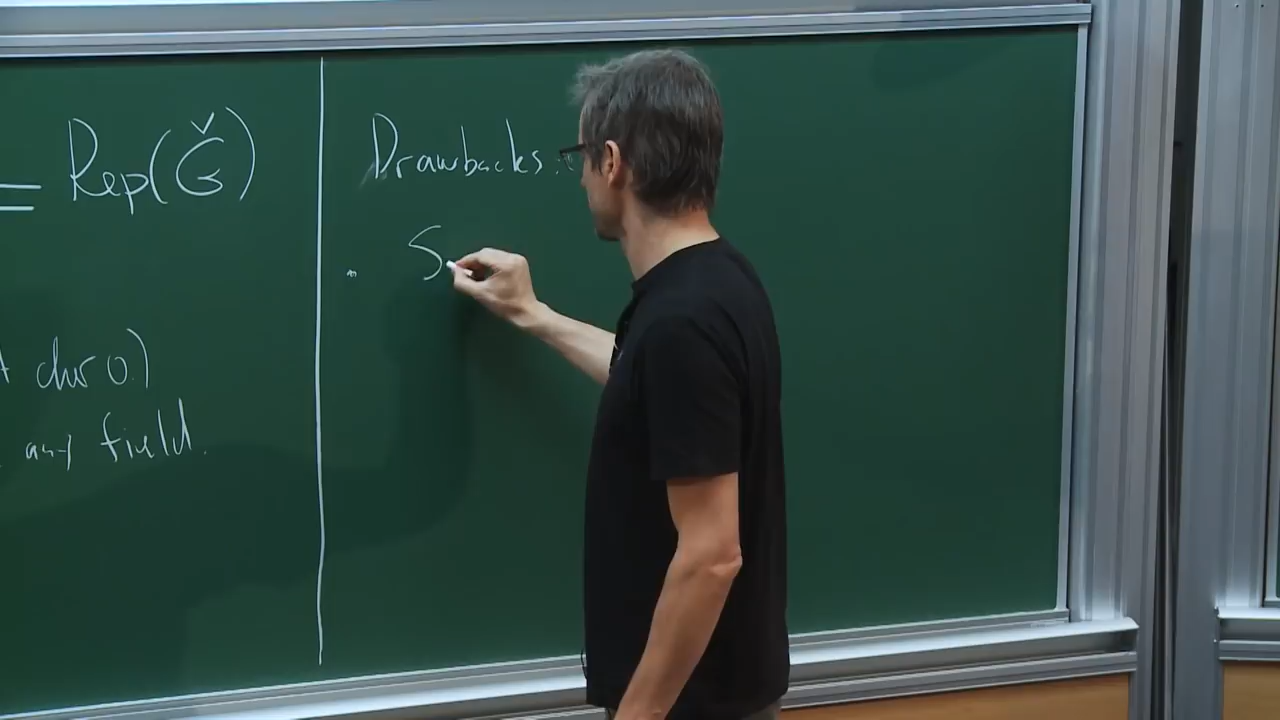 = Rep(Ǧ)
char 0)
any field.
Drawbacks:
S